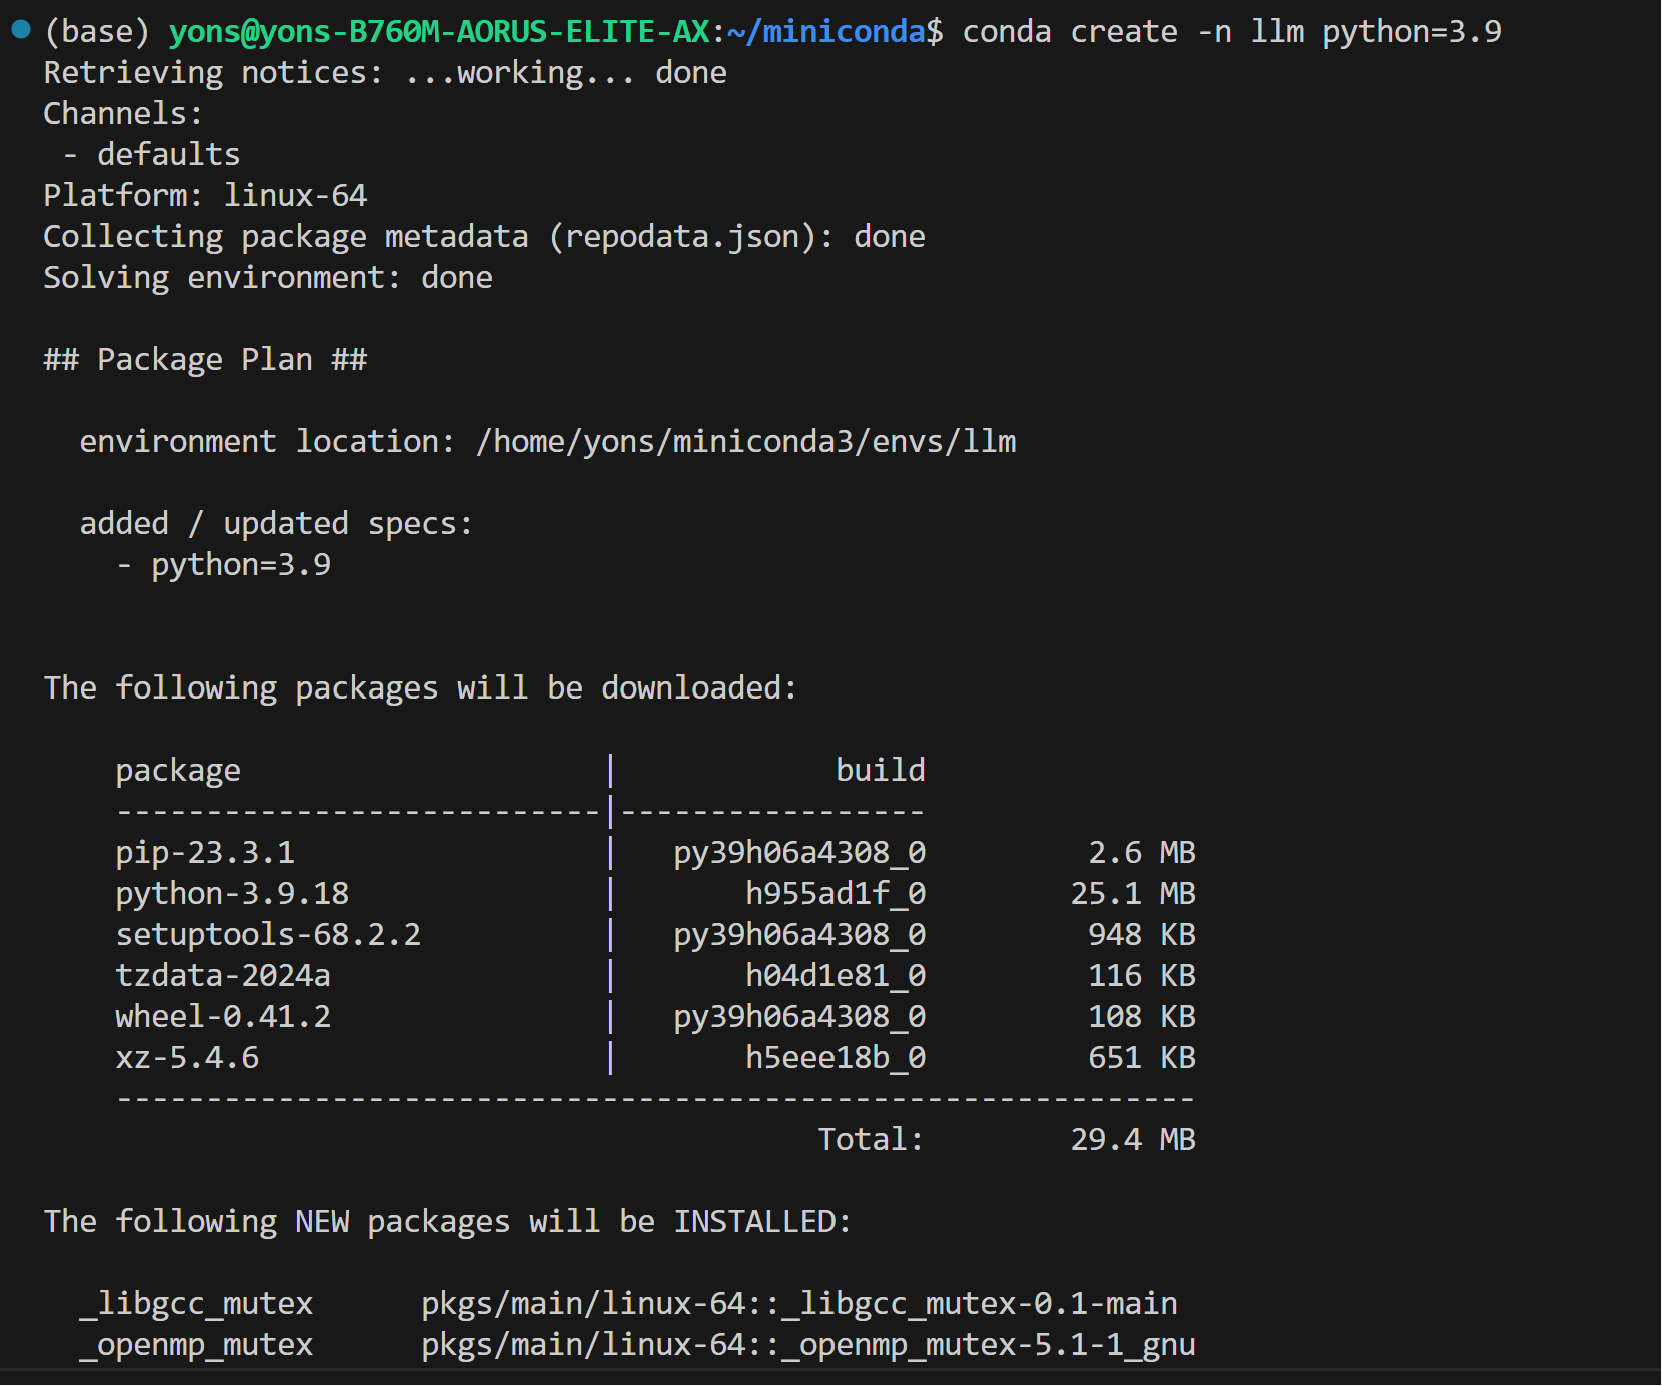 (base) yons@yons-B760M-AORUS-ELITE-AX:~/miniconda$ conda create -n llm python=3.9
Retrieving notices: ...working... done
Channels:
 - defaults
Platform: linux-64
Collecting package metadata (repodata.json): done
Solving environment: done

## Package Plan ##

  environment location: /home/yons/miniconda3/envs/llm

  added / updated specs:
    - python=3.9


The following packages will be downloaded:

    package                    |            build
    ---------------------------|-----------------
    pip-23.3.1                 |   py39h06a4308_0         2.6 MB
    python-3.9.18              |       h955ad1f_0        25.1 MB
    setuptools-68.2.2          |   py39h06a4308_0         948 KB
    tzdata-2024a               |       h04d1e81_0         116 KB
    wheel-0.41.2               |   py39h06a4308_0         108 KB
    xz-5.4.6                   |       h5eee18b_0         651 KB
    ------------------------------------------------------------
                                           Total:        29.4 MB

The following NEW packages will be INSTALLED:

  _libgcc_mutex      pkgs/main/linux-64::_libgcc_mutex-0.1-main
  _openmp_mutex      pkgs/main/linux-64::_openmp_mutex-5.1-1_gnu